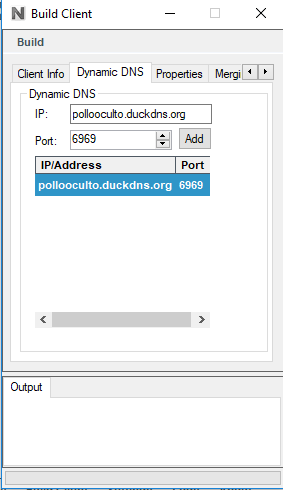 Build Client
Build
Client Info Dynamic DNS Properties Mergi
Dynamic DNS
IP: pollooculto.duckdns.org
Port: 6969 Add
IP/Address Port
pollooculto.duckdns.org 6969
Output